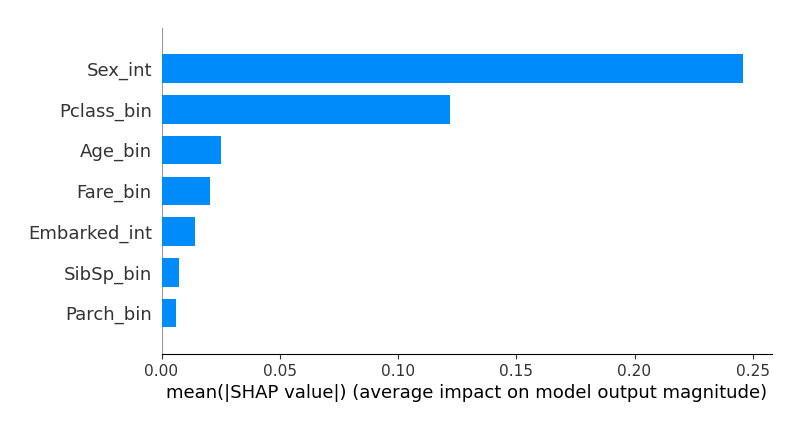 Sex_int
Pclass_bin
Age_bin
Fare_bin
Embarked_int
SibSp_bin
Parch_bin
0.00 0.05 0.10 0.15 0.20 0.25
mean(|SHAP value|) (average impact on model output magnitude)